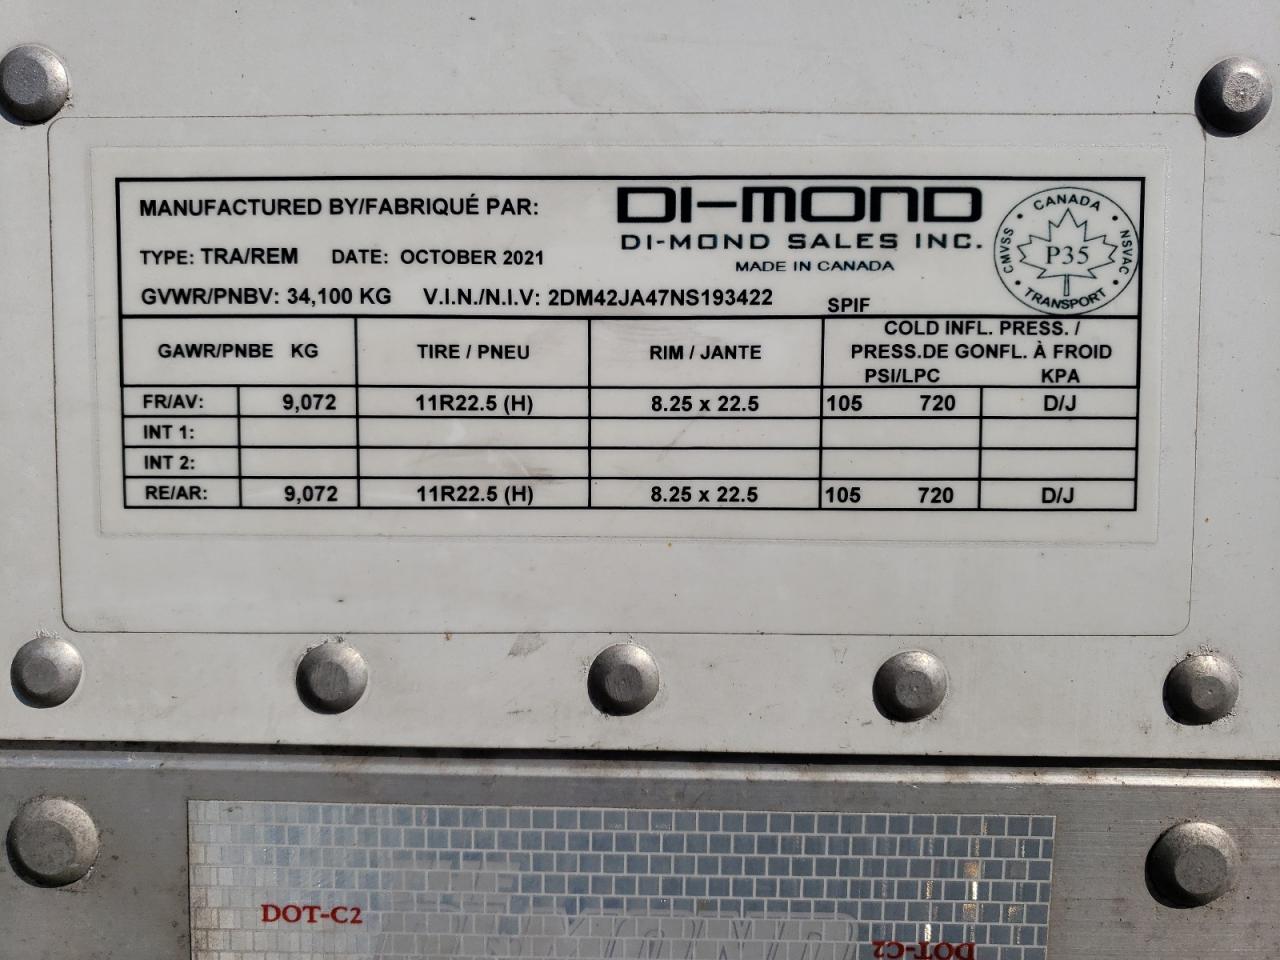 MANUFACTURED BY/FABRIQUÉ PAR: DI-MOND
DI-MOND SALES INC.
MADE IN CANADA
CANADA
CMVSS P35 NSVAC
TRANSPORT
TYPE: TRA/REM DATE: OCTOBER 2021
GVWR/PNBV: 34,100 KG V.I.N./N.I.V: 2DM42JA47NS193422 SPIF
GAWR/PNBE KG TIRE / PNEU RIM / JANTE COLD INFL. PRESS. /
PRESS.DE GONFL. À FROID
PSI/LPC KPA
FR/AV: 9,072 11R22.5 (H) 8.25 x 22.5 105 720 D/J
INT 1:
INT 2:
RE/AR: 9,072 11R22.5 (H) 8.25 x 22.5 105 720 D/J
DOT-C2
DOT-C2